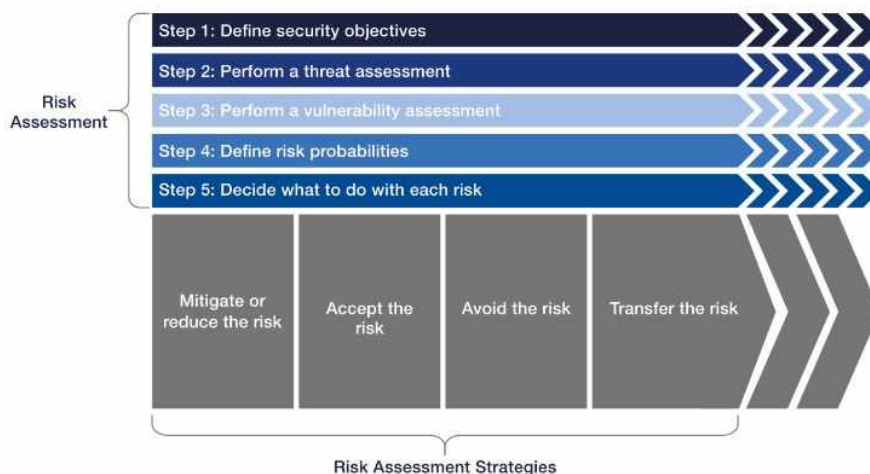 Risk
Assessment
Step 1: Define security objectives
Step 2: Perform a threat assessment
Step 3: Perform a vulnerability assessment
Step 4: Define risk probabilities
Step 5: Decide what to do with each risk
Mitigate or
reduce the risk
Accept the
risk
Avoid the risk
Transfer the risk
Risk Assessment Strategies